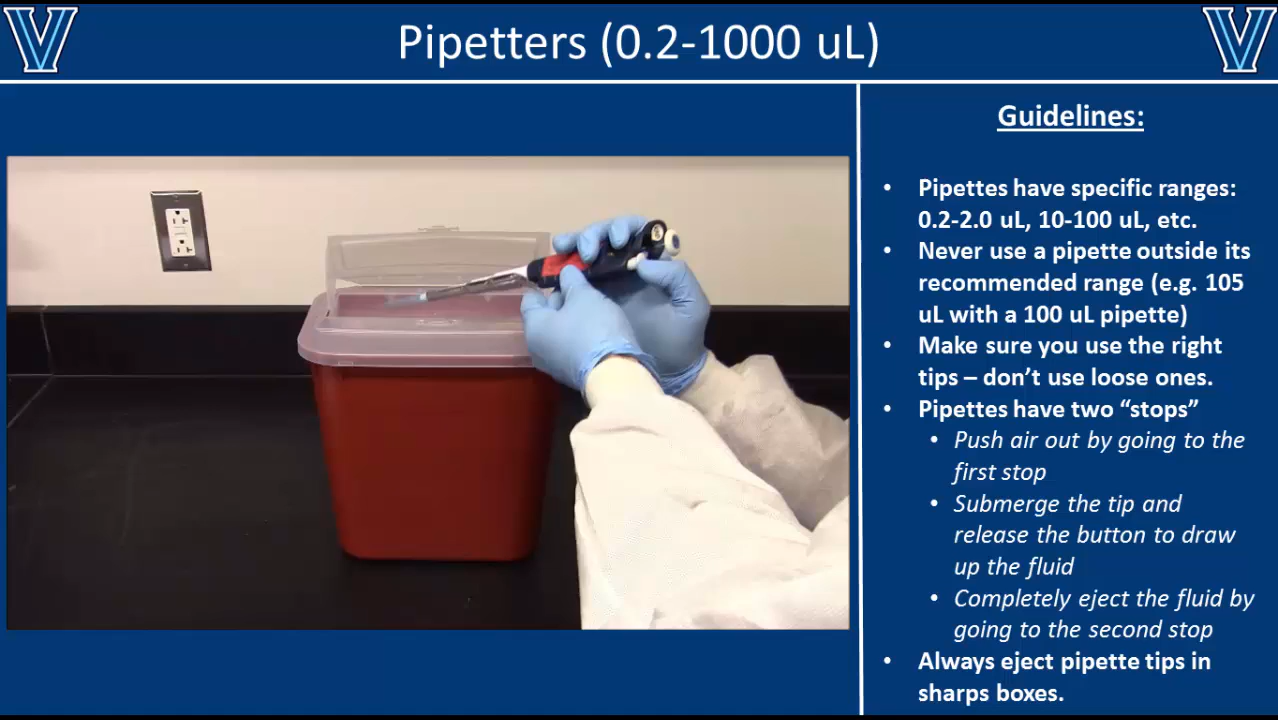 V
Pipetters (0.2-1000 uL)
V
Guidelines:
• Pipettes have specific ranges:
0.2-2.0 uL, 10-100 uL, etc.
• Never use a pipette outside its
recommended range (e.g. 105
uL with a 100 uL pipette)
• Make sure you use the right
tips – don’t use loose ones.
• Pipettes have two “stops”
• Push air out by going to the
first stop
• Submerge the tip and
release the button to draw
up the fluid
• Completely eject the fluid by
going to the second stop
• Always eject pipette tips in
sharps boxes.